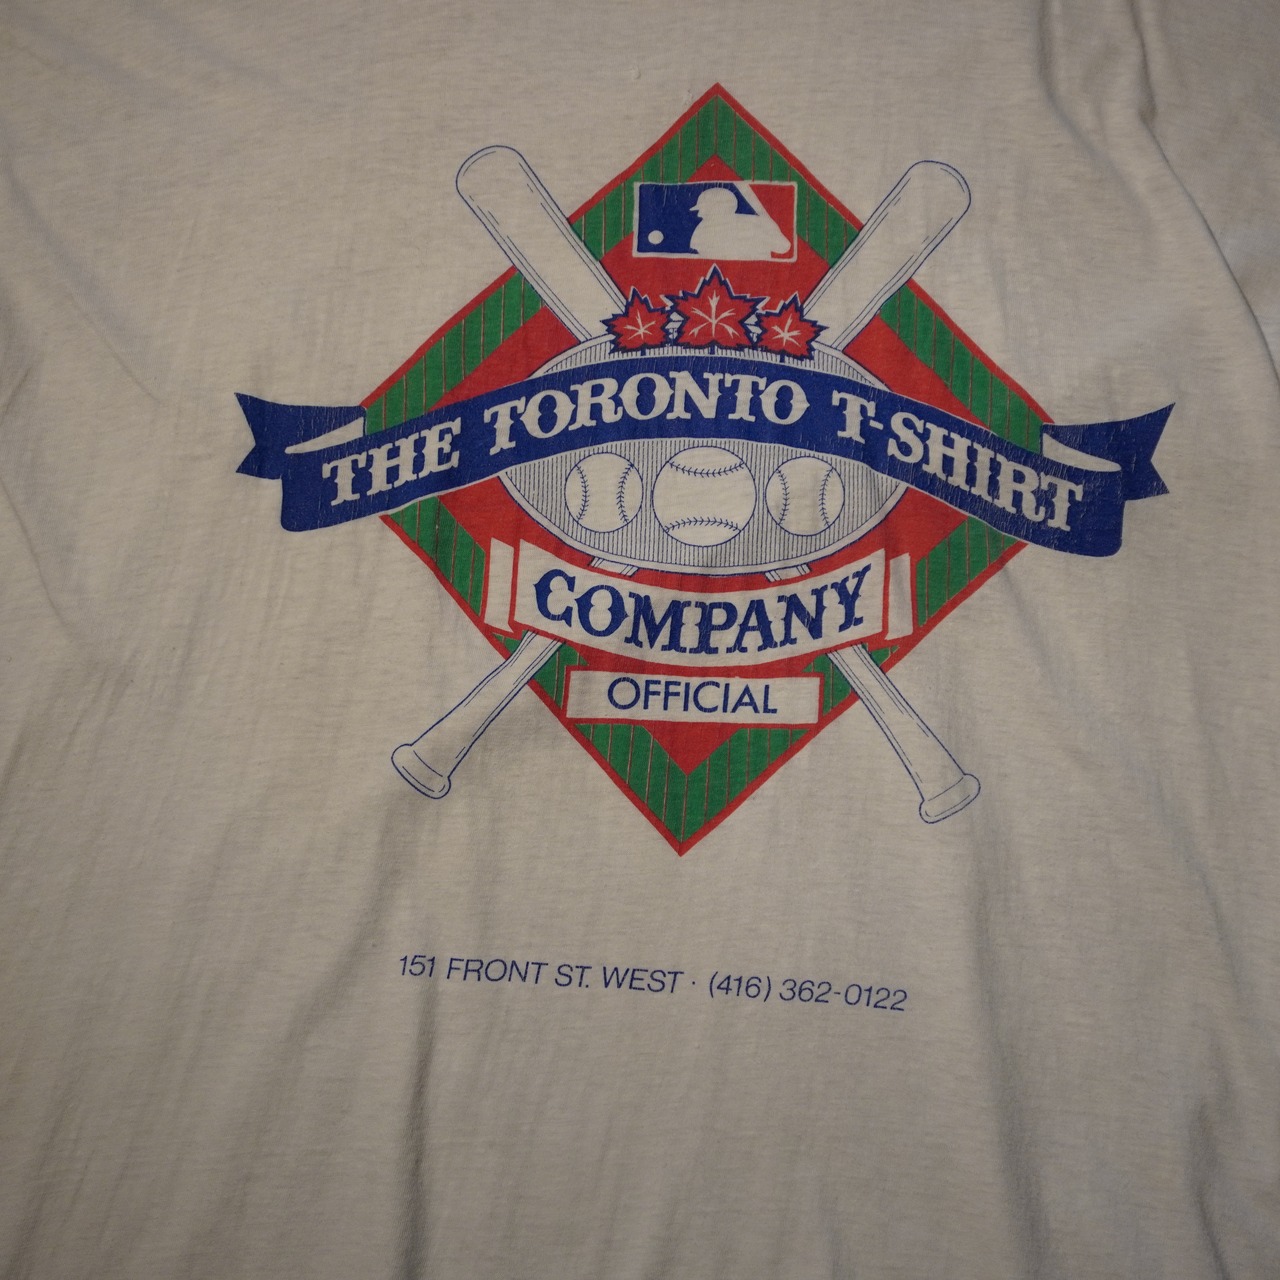 THE TORONTO T-SHIRT
COMPANY
OFFICIAL
151 FRONT ST. WEST · (416) 362-0122